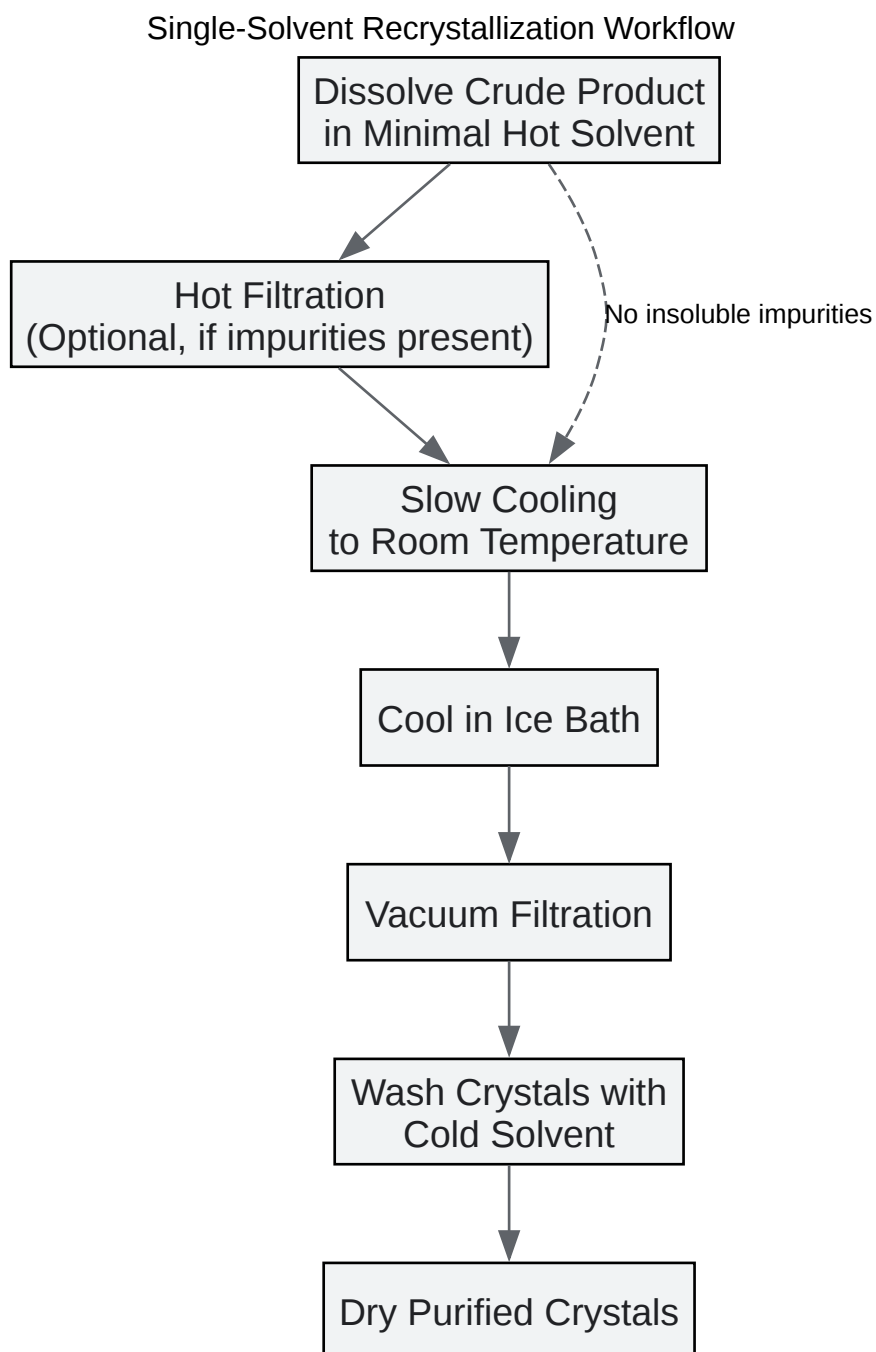 Single-Solvent Recrystallization Workflow
Dissolve Crude Product
in Minimal Hot Solvent
Hot Filtration
(Optional, if impurities present)
No insoluble impurities
Slow Cooling
to Room Temperature
Cool in Ice Bath
Vacuum Filtration
Wash Crystals with
Cold Solvent
Dry Purified Crystals